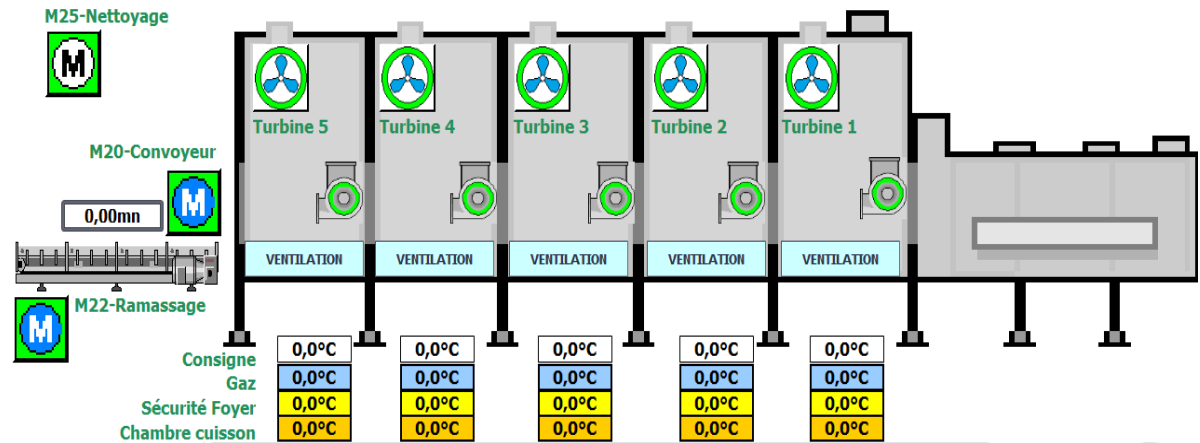 M25-Nettoyage
M
Turbine 5 Turbine 4 Turbine 3 Turbine 2 Turbine 1
M20-Convoyeur
M
0,00mn
VENTILATION VENTILATION VENTILATION VENTILATION VENTILATION
M22-Ramassage
M
Consigne 0,0°C 0,0°C 0,0°C 0,0°C 0,0°C
Gaz 0,0°C 0,0°C 0,0°C 0,0°C 0,0°C
Sécurité Foyer 0,0°C 0,0°C 0,0°C 0,0°C 0,0°C
Chambre cuisson 0,0°C 0,0°C 0,0°C 0,0°C 0,0°C